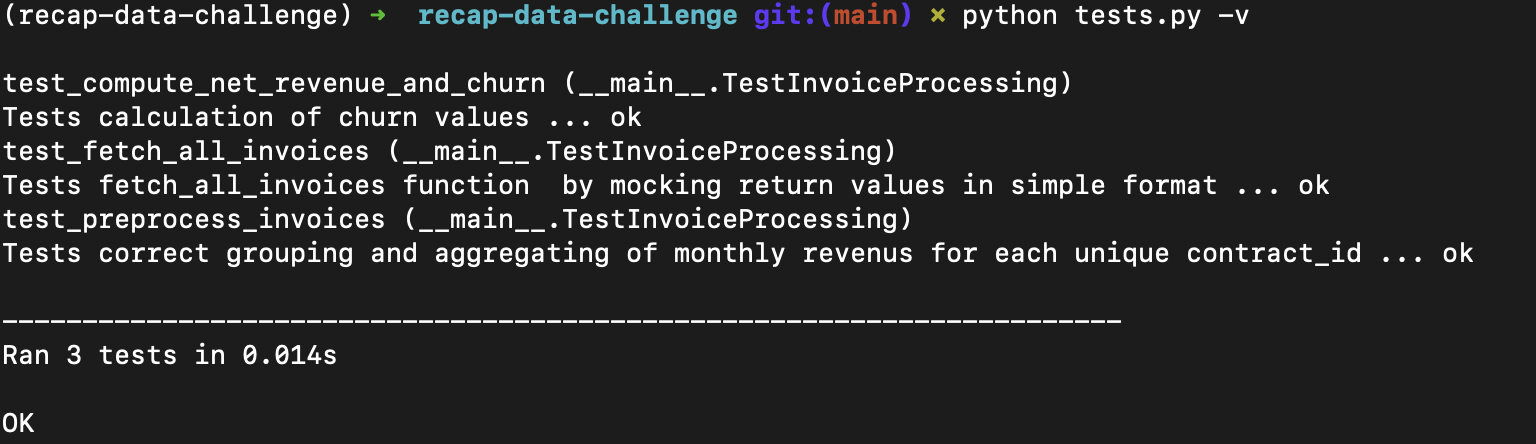 (recap-data-challenge) ➜  recap-data-challenge git:(main) ✗ python tests.py -v
test_compute_net_revenue_and_churn (__main__.TestInvoiceProcessing)
Tests calculation of churn values ... ok
test_fetch_all_invoices (__main__.TestInvoiceProcessing)
Tests fetch_all_invoices function  by mocking return values in simple format ... ok
test_preprocess_invoices (__main__.TestInvoiceProcessing)
Tests correct grouping and aggregating of monthly revenus for each unique contract_id ... ok
----------------------------------------------------------------------
Ran 3 tests in 0.014s
OK